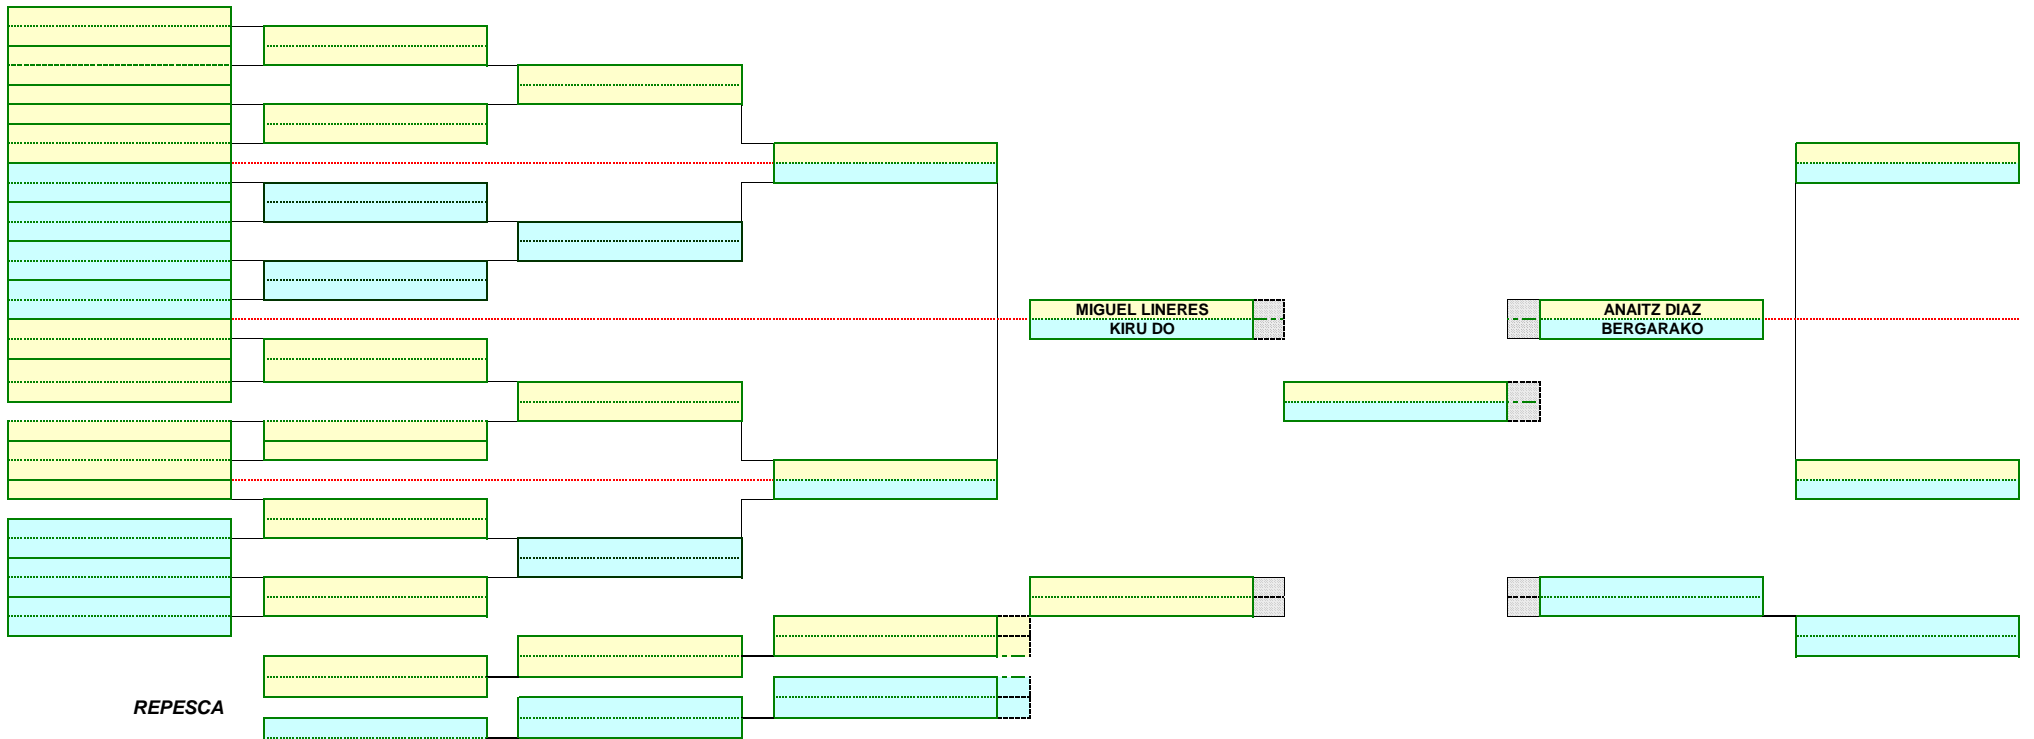 MIGUEL LINERES
KIRU DO
ANAITZ DIAZ
BERGARAKO
REPESCA